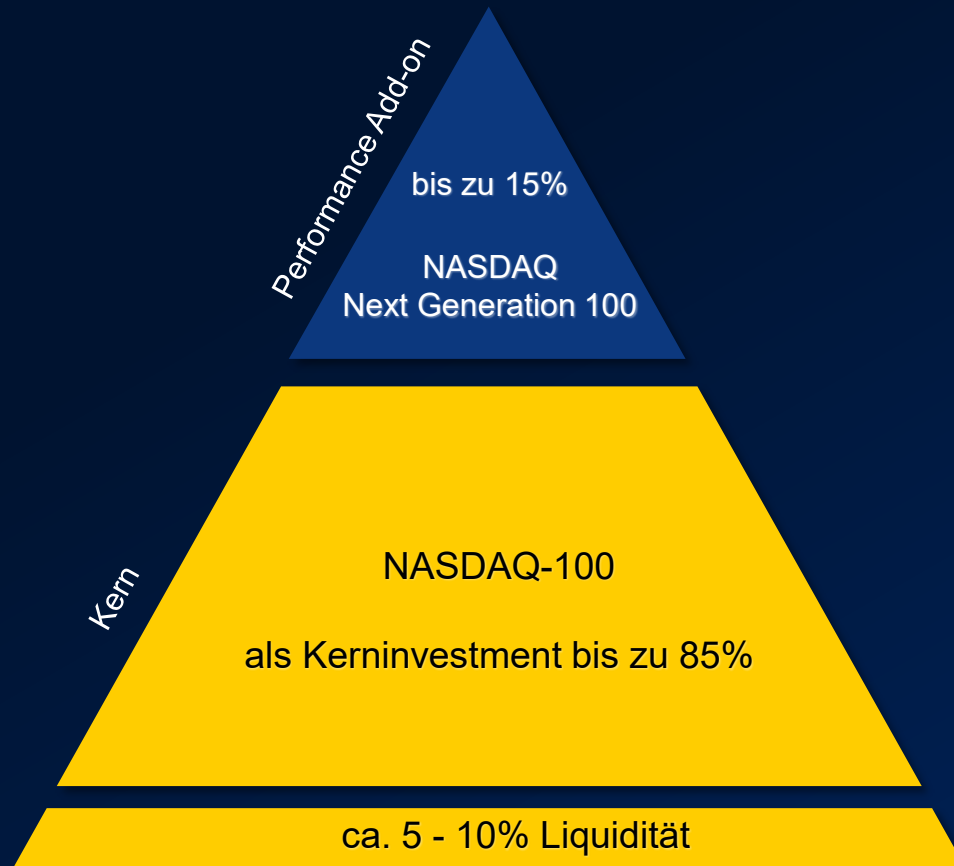 Performance Add-on
bis zu 15%
NASDAQ
Next Generation 100
Kern
NASDAQ-100
als Kerninvestment bis zu 85%
ca. 5 - 10% Liquidität